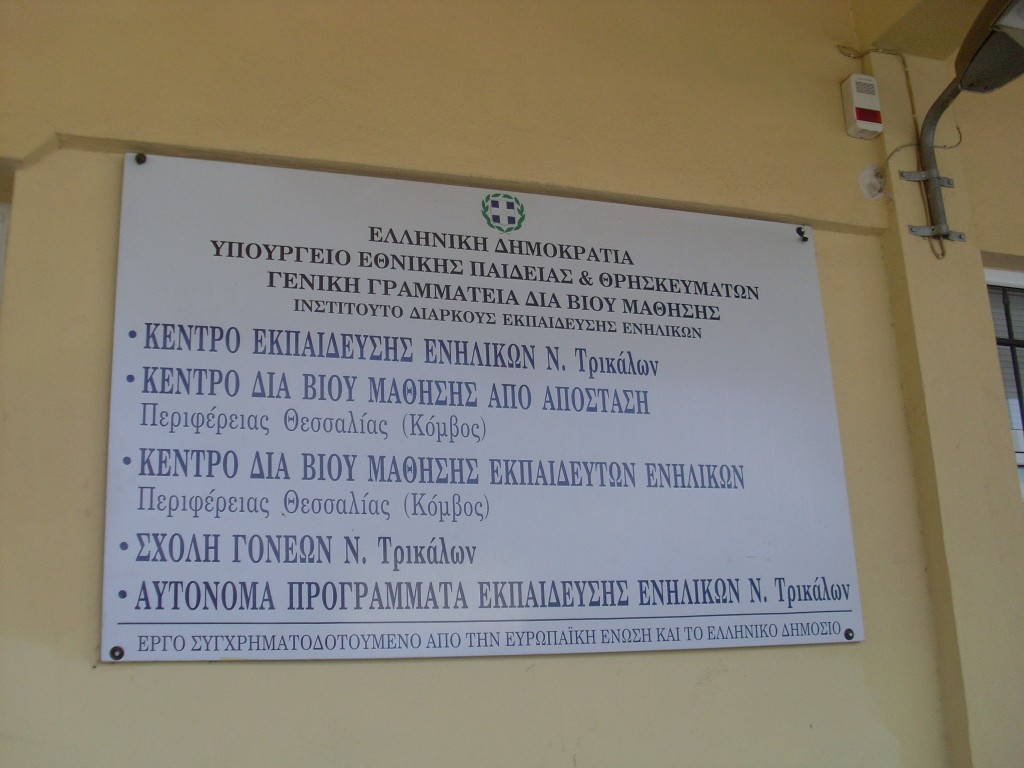 ΕΛΛΗΝΙΚΗ ΔΗΜΟΚΡΑΤΙΑ
ΥΠΟΥΡΓΕΙΟ ΕΘΝΙΚΗΣ ΠΑΙΔΕΙΑΣ & ΘΡΗΣΚΕΥΜΑΤΩΝ
ΓΕΝΙΚΗ ΓΡΑΜΜΑΤΕΙΑ ΔΙΑ ΒΙΟΥ ΜΑΘΗΣΗΣ
ΙΝΣΤΙΤΟΥΤΟ ΔΙΑΡΚΟΥΣ ΕΚΠΑΙΔΕΥΣΗΣ ΕΝΗΛΙΚΩΝ
• ΚΕΝΤΡΟ ΕΚΠΑΙΔΕΥΣΗΣ ΕΝΗΛΙΚΩΝ Ν. Τρικάλων
• ΚΕΝΤΡΟ ΔΙΑ ΒΙΟΥ ΜΑΘΗΣΗΣ ΑΠΟ ΑΠΟΣΤΑΣΗ
Περιφέρειας Θεσσαλίας (Κόμβος)
• ΚΕΝΤΡΟ ΔΙΑ ΒΙΟΥ ΜΑΘΗΣΗΣ ΕΚΠΑΙΔΕΥΤΩΝ ΕΝΗΛΙΚΩΝ
Περιφέρειας Θεσσαλίας (Κόμβος)
• ΣΧΟΛΗ ΓΟΝΕΩΝ Ν. Τρικάλων
• ΑΥΤΟΝΟΜΑ ΠΡΟΓΡΑΜΜΑΤΑ ΕΚΠΑΙΔΕΥΣΗΣ ΕΝΗΛΙΚΩΝ Ν. Τρικάλων
ΕΡΓΟ ΣΥΓΧΡΗΜΑΤΟΔΟΤΟΥΜΕΝΟ ΑΠΟ ΤΗΝ ΕΥΡΩΠΑΪΚΗ ΕΝΩΣΗ ΚΑΙ ΤΟ ΕΛΛΗΝΙΚΟ ΔΗΜΟΣΙΟ